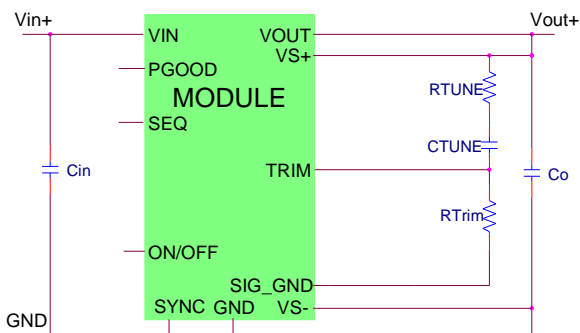 Vin+
Vout+
VIN
VOUT
VS+
PGOOD
RTUNE
MODULE
SEQ
CTUNE
TRIM
Cin
Co
RTrim
ON/OFF
SIG_GND
SYNC
GND
VS-
GND